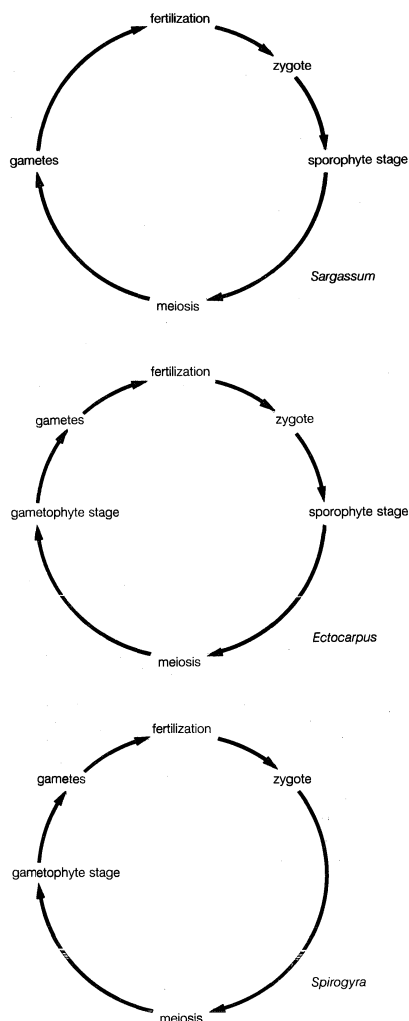 fertilization
zygote
gametes
sporophyte stage
Sargassum
meiosis
fertilization
gametes
zygote
gametophyte stage
sporophyte stage
Ectocarpus
meiosis
fertilization
gametes
zygote
gametophyte stage
Spirogyra
meiosis